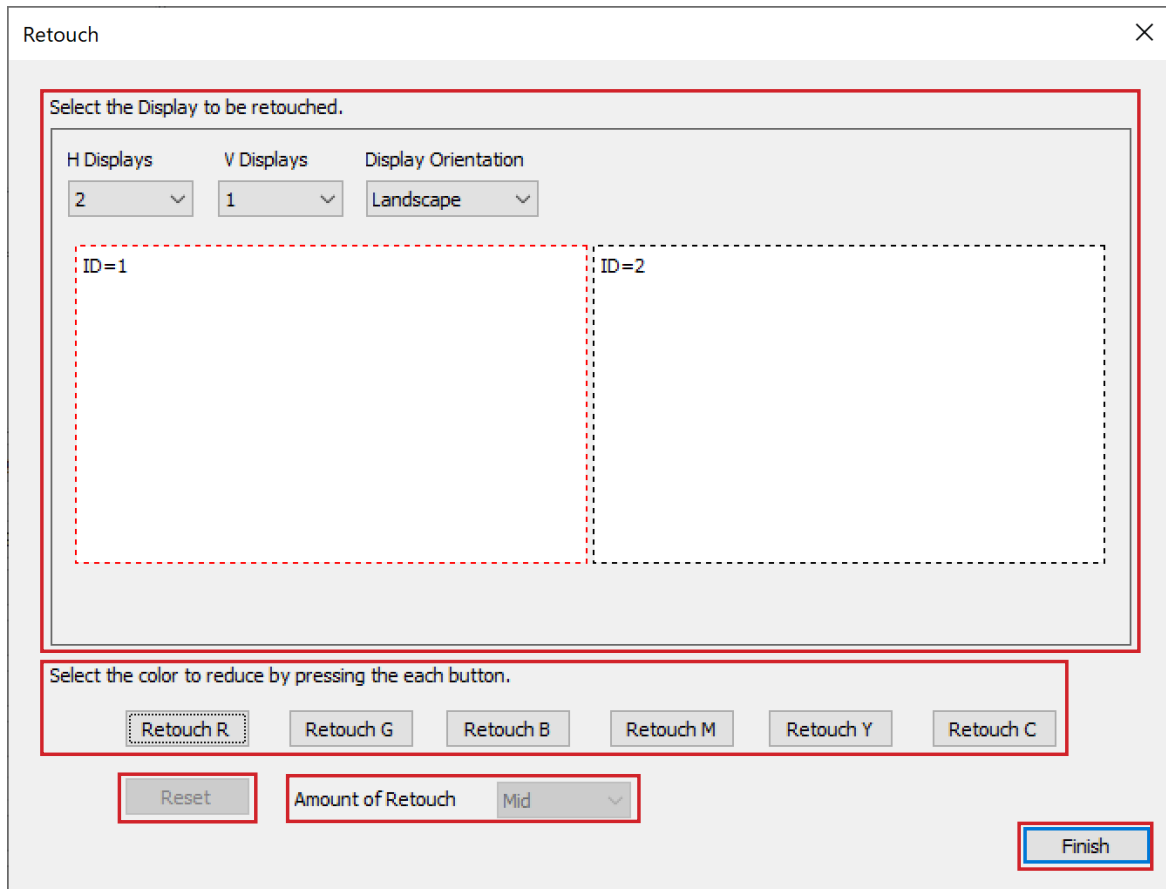 Retouch
Select the Display to be retouched.
H Displays V Displays Display Orientation
2 1 Landscape
ID=1 ID=2
Select the color to reduce by pressing the each button.
Retouch R Retouch G Retouch B Retouch M Retouch Y Retouch C
Reset Amount of Retouch Mid
Finish